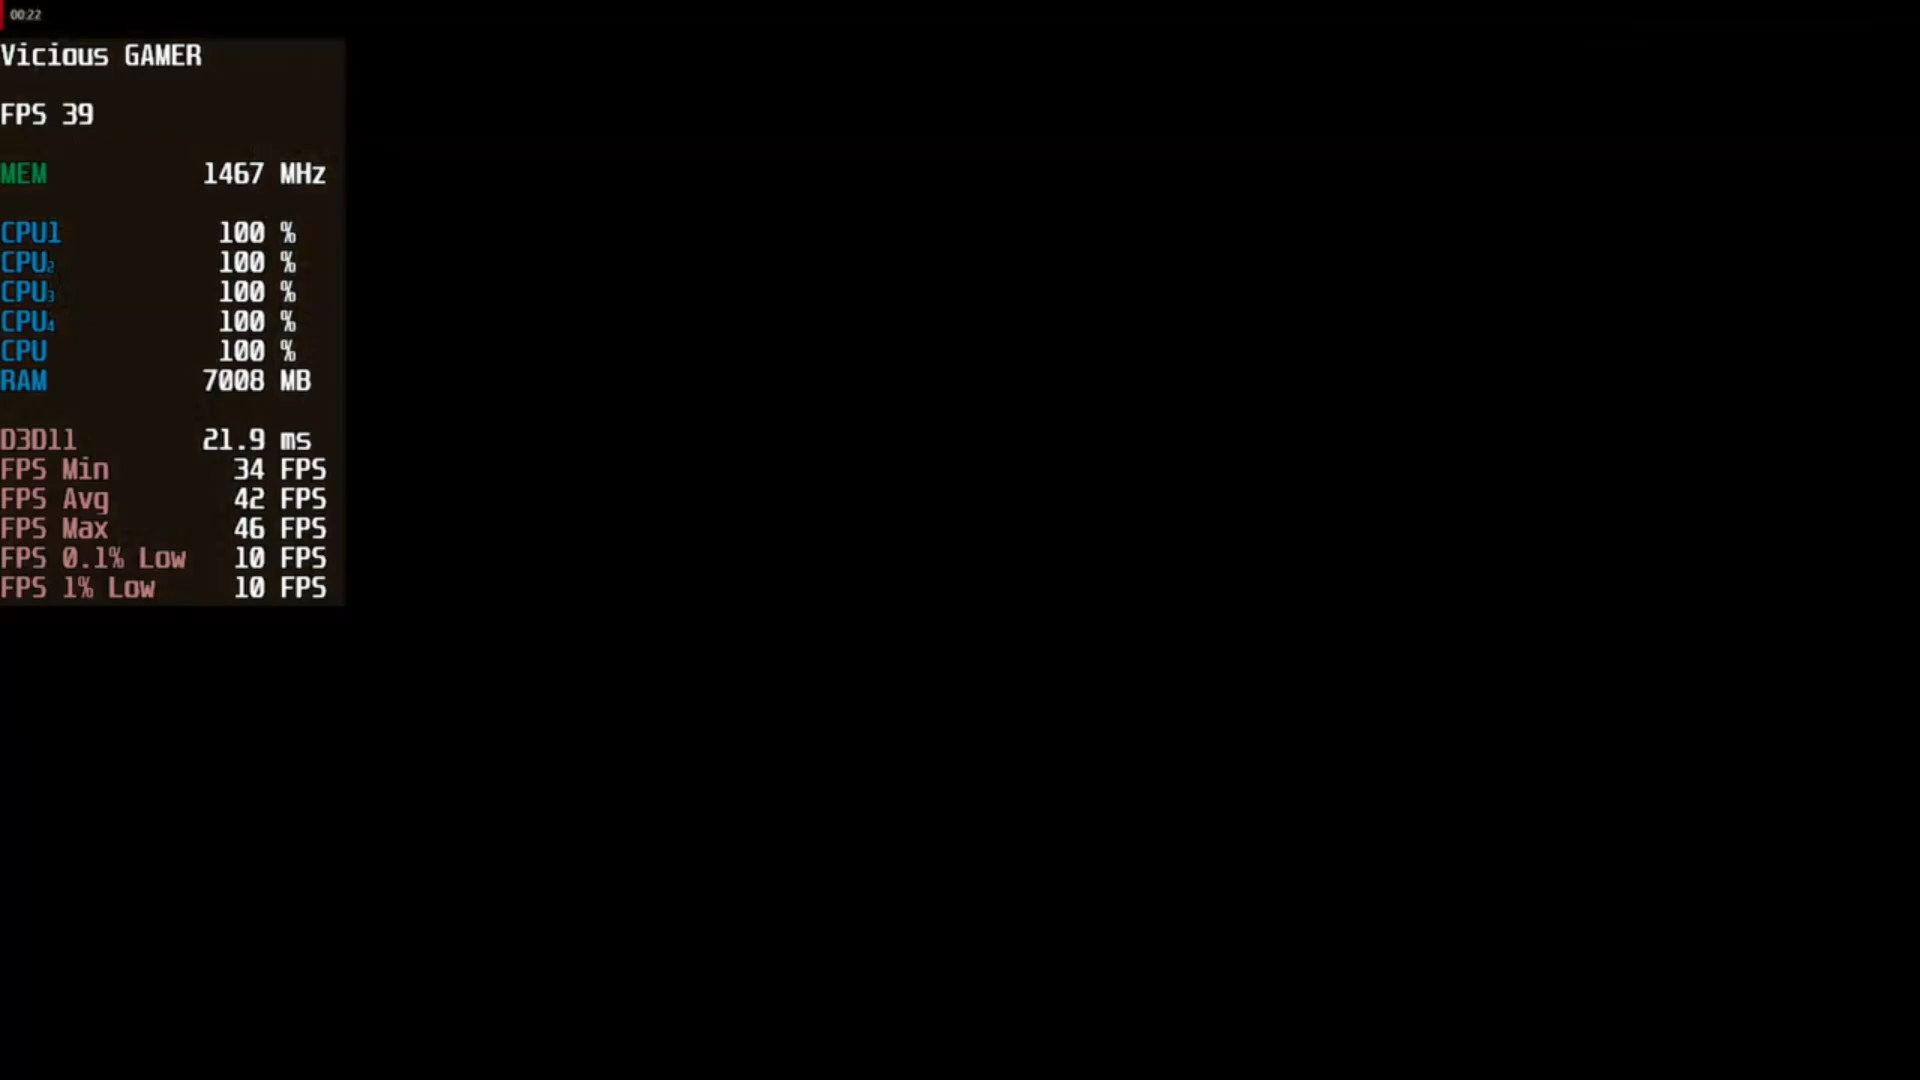 00:22
Vicious GAMER
FPS 39
MEM 1467 MHz
CPU1 100 %
CPU2 100 %
CPU3 100 %
CPU4 100 %
CPU 100 %
RAM 7008 MB
D3D11 21.9 ms
FPS Min 34 FPS
FPS Avg 42 FPS
FPS Max 46 FPS
FPS 0.1% Low 10 FPS
FPS 1% Low 10 FPS